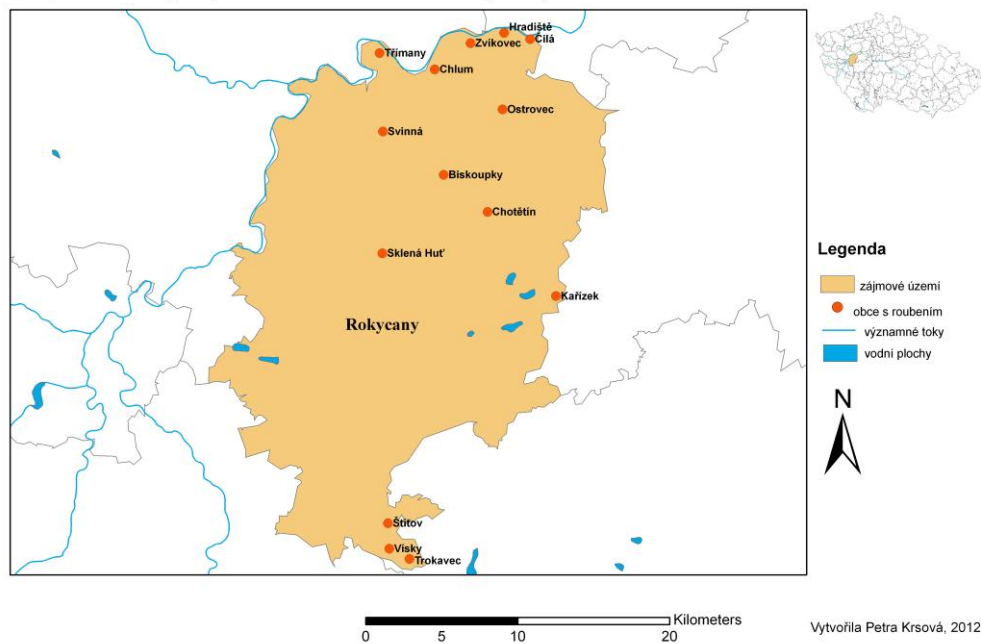 Hradiště
Zvíkovec
Čilá
Třímany
Chlum
Ostrovec
Svinná
Biskoupky
Chotětín
Sklená Huť
Kařízek
Rokycany
Štítov
Vísky
Trokavec
Legenda
zájmové území
obce s roubením
významné toky
vodní plochy
N
Kilometers
0 5 10 20
Vytvořila Petra Krsová, 2012